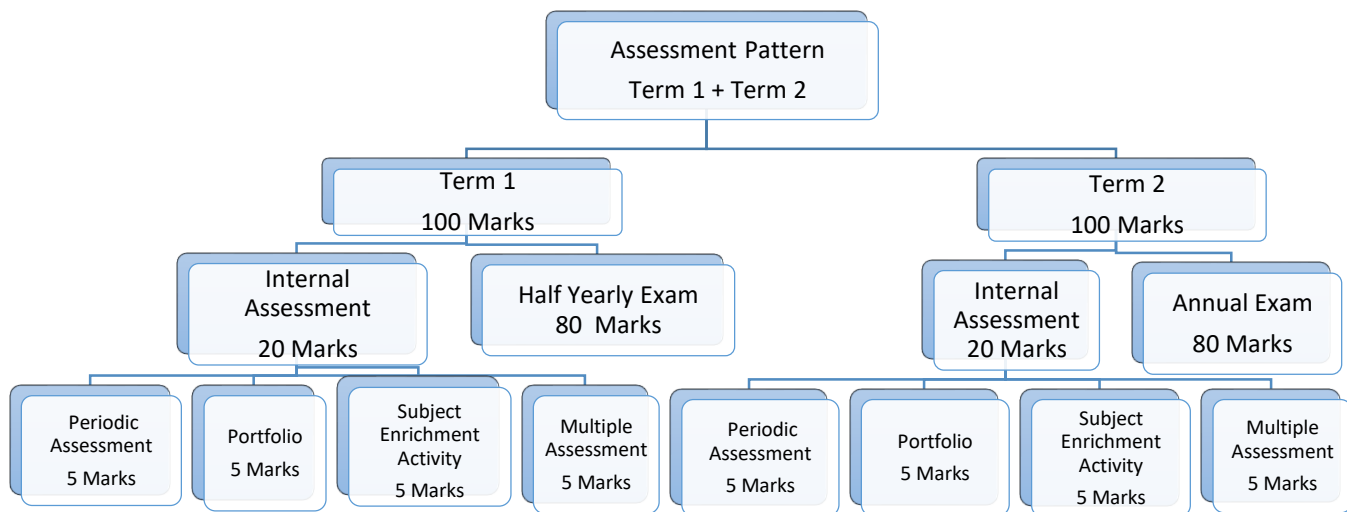 Assessment Pattern
Term 1 + Term 2
Term 1
100 Marks
Term 2
100 Marks
Internal
Assessment
20 Marks
Half Yearly Exam
80 Marks
Internal
Assessment
20 Marks
Annual Exam
80 Marks
Periodic
Assessment
5 Marks
Portfolio
5 Marks
Subject
Enrichment
Activity
5 Marks
Multiple
Assessment
5 Marks
Periodic
Assessment
5 Marks
Portfolio
5 Marks
Subject
Enrichment
Activity
5 Marks
Multiple
Assessment
5 Marks